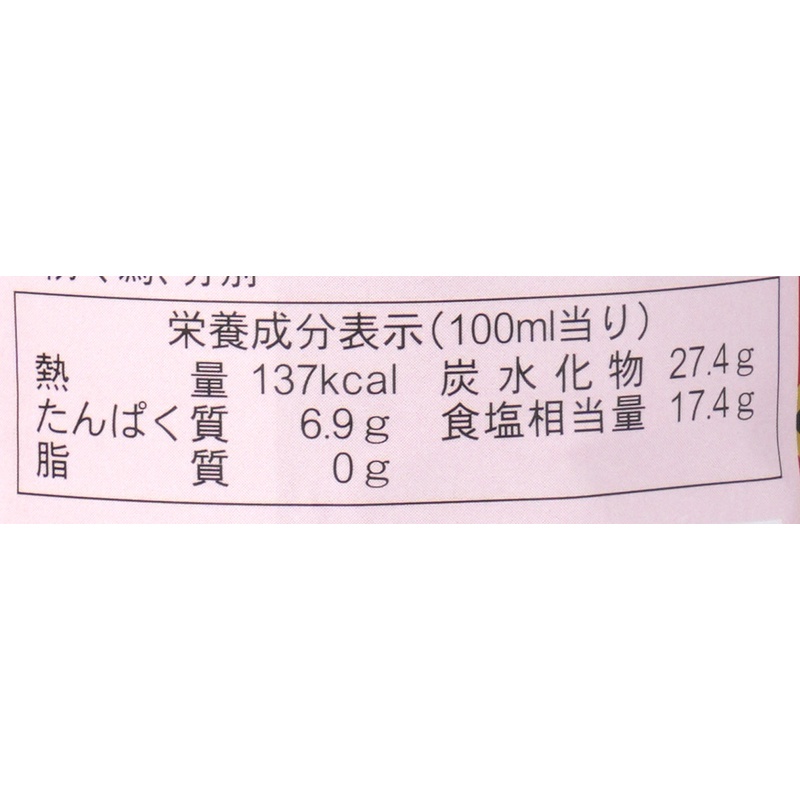 栄養成分表示(100ml当り)
熱量 137kcal 炭水化物 27.4g
たんぱく質 6.9g 食塩相当量 17.4g
脂質 0g